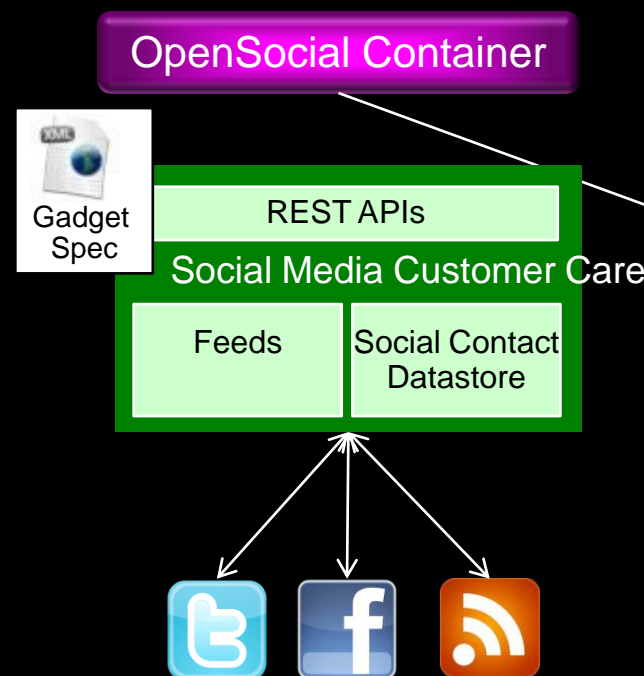 OpenSocial Container
XML
Gadget
Spec
REST APIs
Social Media Customer Care
Feeds
Social Contact
Datastore